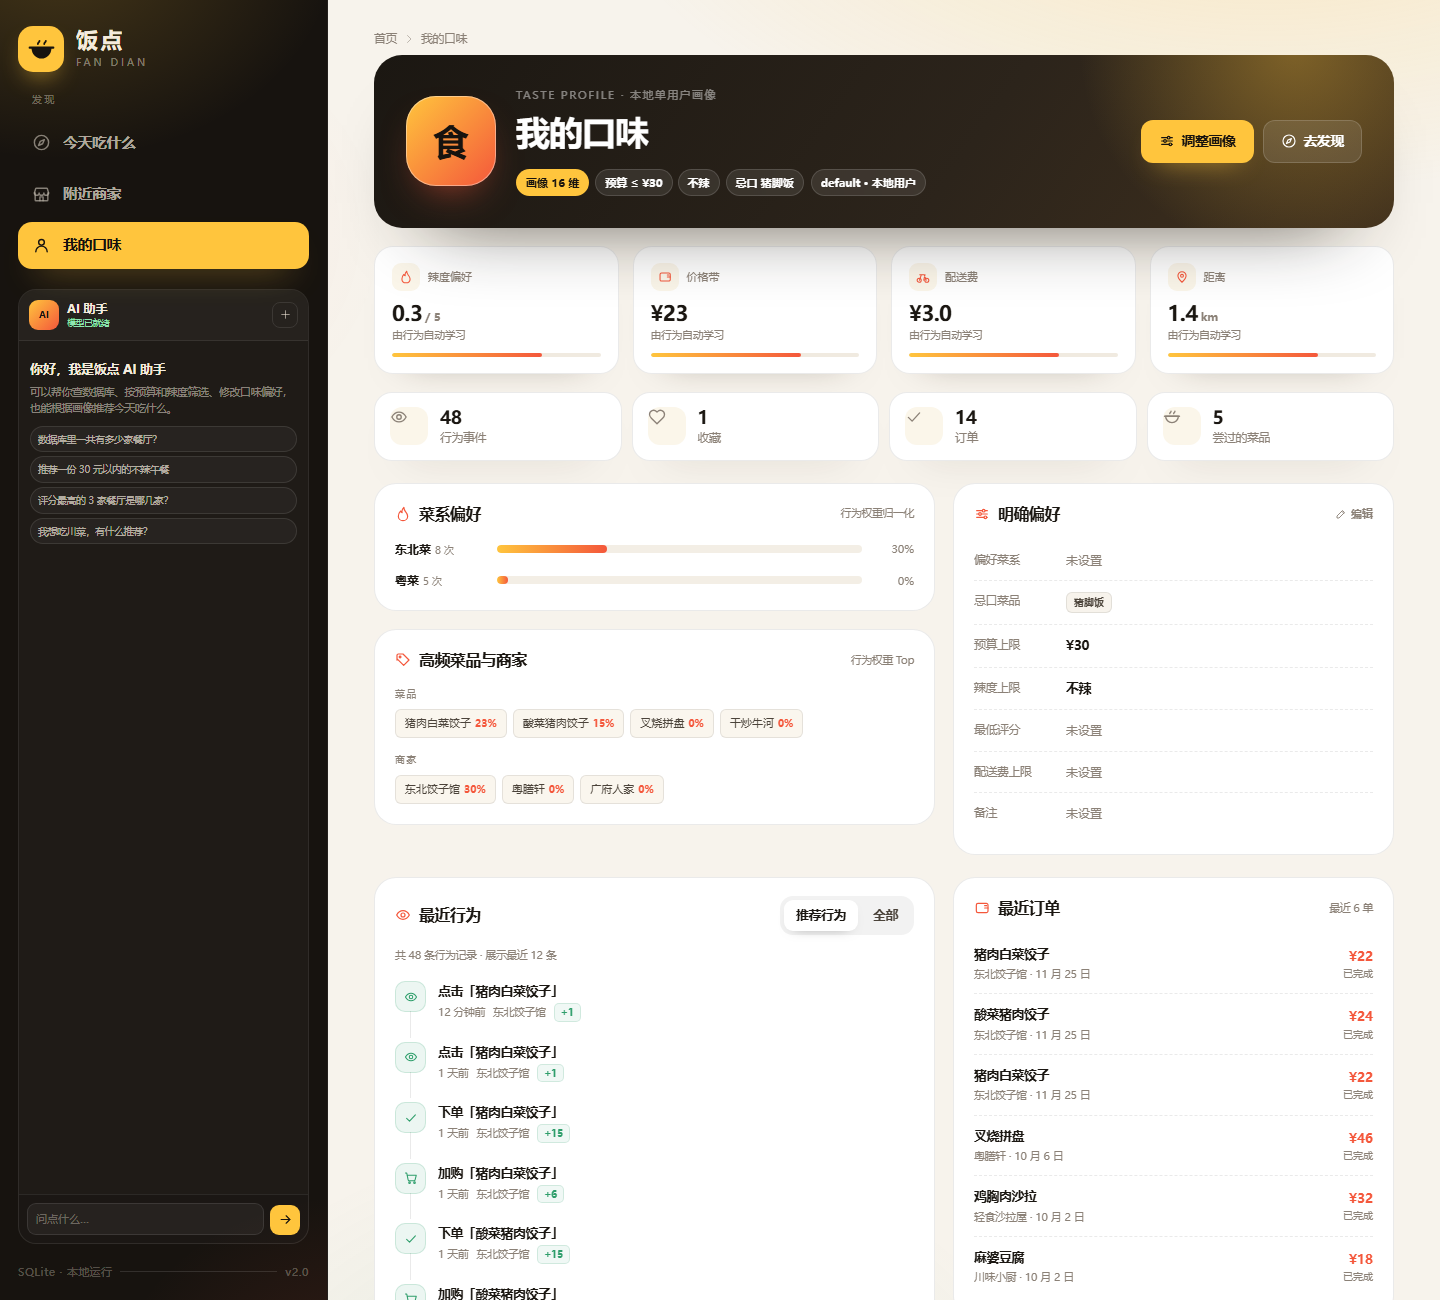 饭点
FAN DIAN
发现
今天吃什么
附近商家
我的口味
AI
AI 助手
模型已就绪
你好，我是饭点 AI 助手
可以帮你查数据库、按预算和辣度筛选、修改口味偏好，
也能根据画像推荐今天吃什么。
数据库里一共有多少家餐厅？
推荐一份 30 元以内的不辣午餐
评分最高的 3 家餐厅是哪几家？
我想吃川菜，有什么推荐？
问点什么...
SQLite · 本地运行
v2.0
首页 > 我的口味
食
TASTE PROFILE · 本地单用户画像
我的口味
画像 16 维
预算 ≤ ¥30
不辣
忌口 猪脚饭
default • 本地用户
调整画像
去发现
辣度偏好
0.3 / 5
由行为自动学习
价格带
¥23
由行为自动学习
配送费
¥3.0
由行为自动学习
距离
1.4 km
由行为自动学习
48
行为事件
1
收藏
14
订单
5
尝过的菜品
菜系偏好
行为权重归一化
东北菜 8 次
30%
粤菜 5 次
0%
高频菜品与商家
行为权重 Top
菜品
猪肉白菜饺子 23%
酸菜猪肉饺子 15%
叉烧拼盘 0%
干炒牛河 0%
商家
东北饺子馆 30%
粤膳轩 0%
广府人家 0%
明确偏好
编辑
偏好菜系
未设置
忌口菜品
猪脚饭
预算上限
¥30
辣度上限
不辣
最低评分
未设置
配送费上限
未设置
备注
未设置
最近行为
推荐行为
全部
共 48 条行为记录 · 展示最近 12 条
点击「猪肉白菜饺子」
12 分钟前 东北饺子馆 +1
点击「猪肉白菜饺子」
1 天前 东北饺子馆 +1
下单「猪肉白菜饺子」
1 天前 东北饺子馆 +15
加购「猪肉白菜饺子」
1 天前 东北饺子馆 +6
下单「酸菜猪肉饺子」
1 天前 东北饺子馆 +15
加购「酸菜猪肉饺子」
最近订单
最近 6 单
猪肉白菜饺子
¥22
东北饺子馆 · 11 月 25 日
已完成
酸菜猪肉饺子
¥24
东北饺子馆 · 11 月 25 日
已完成
猪肉白菜饺子
¥22
东北饺子馆 · 11 月 25 日
已完成
叉烧拼盘
¥46
粤膳轩 · 10 月 6 日
已完成
鸡胸肉沙拉
¥32
轻食沙拉屋 · 10 月 2 日
已完成
麻婆豆腐
¥18
川味小厨 · 10 月 2 日
已完成